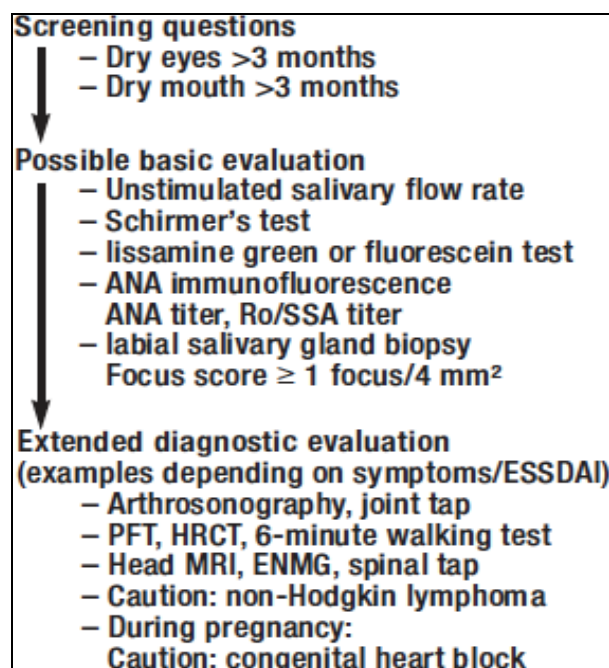 Screening questions
– Dry eyes >3 months
– Dry mouth >3 months
Possible basic evaluation
– Unstimulated salivary flow rate
– Schirmer’s test
– lissamine green or fluorescein test
– ANA immunofluorescence
ANA titer, Ro/SSA titer
– labial salivary gland biopsy
Focus score ≥ 1 focus/4 mm²
Extended diagnostic evaluation
(examples depending on symptoms/ESSDAI)
– Arthrosonography, joint tap
– PFT, HRCT, 6-minute walking test
– Head MRI, ENMG, spinal tap
– Caution: non-Hodgkin lymphoma
– During pregnancy:
Caution: congenital heart block